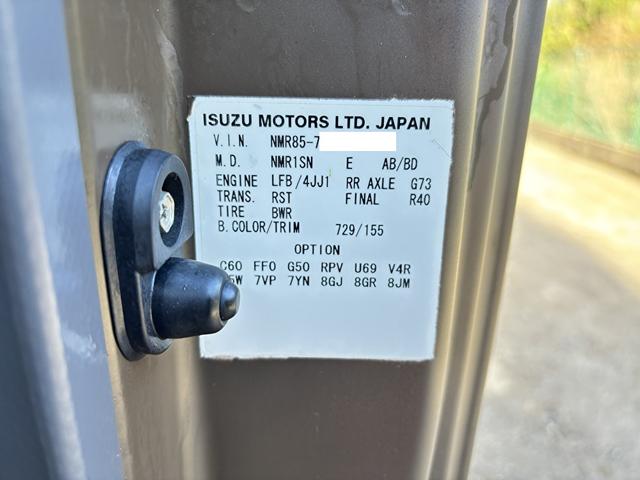 ISUZU MOTORS LTD. JAPAN
V.I.N. NMR85-7
M.D. NMR1SN E AB/BD
ENGINE LFB/4JJ1 RR AXLE G73
TRANS. RST FINAL R40
TIRE BWR
B.COLOR/TRIM 729/155
OPTION
C60 FF0 G50 RPV U69 V4R
7VP 7YN 8GJ 8GR 8JM